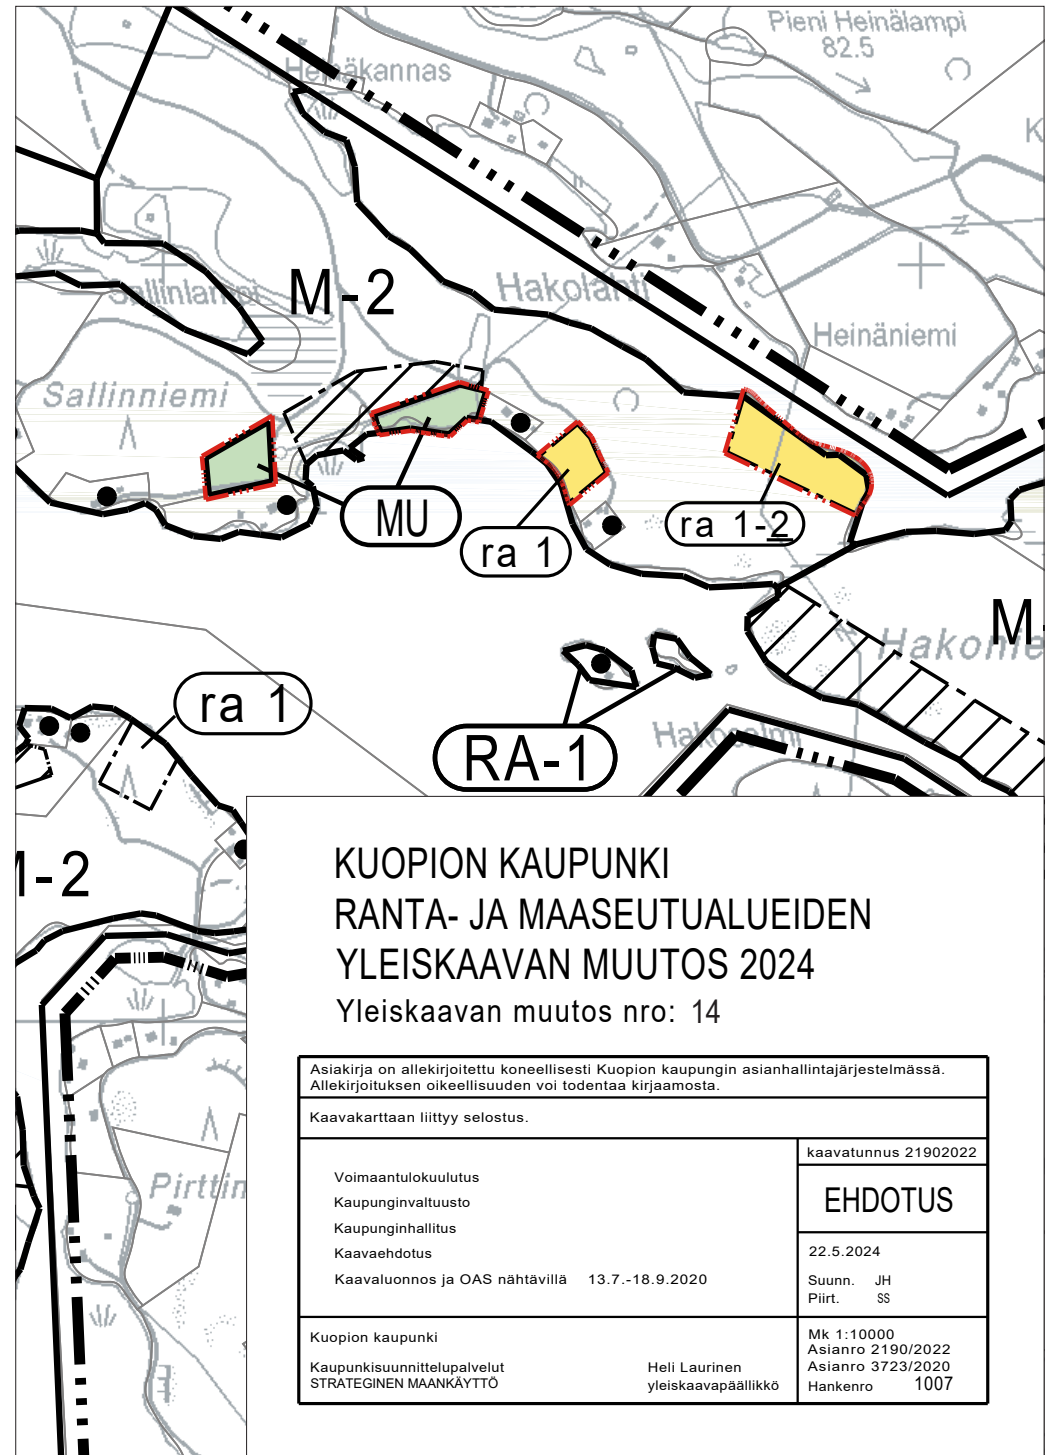 Pieni Heinälampi
82.5
Heinäkannas
M-2
Hakolahti
Sallinlampi
Heinäniemi
Sallinniemi
MU
ra 1
ra 1-2
M-
Hakonie
ra 1
RA-1
Hakosalmi
-2
Pirttin
KUOPION KAUPUNKI
RANTA- JA MAASEUTUALUEIDEN
YLEISKAAVAN MUUTOS 2024
Yleiskaavan muutos nro: 14
Asiakirja on allekirjoitettu koneellisesti Kuopion kaupungin asianhallintajärjestelmässä.
Allekirjoituksen oikeellisuuden voi todentaa kirjaamosta.
Kaavakarttaan liittyy selostus.
kaavatunnus 21902022
Voimaantulokuulutus
Kaupunginvaltuusto
Kaupunginhallitus
Kaavaehdotus
Kaavaluonnos ja OAS nähtävillä 13.7.-18.9.2020
EHDOTUS
22.5.2024
Suunn. JH
Piirt. SS
Kuopion kaupunki
Kaupunkisuunnittelupalvelut
STRATEGINEN MAANKÄYTTÖ
Heli Laurinen
yleiskaavapäällikkö
Mk 1:10000
Asianro 2190/2022
Asianro 3723/2020
Hankenro 1007